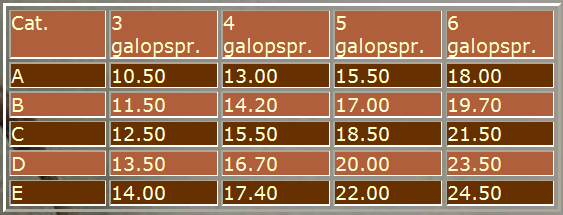 Cat. 3 galopspr. 4 galopspr. 5 galopspr. 6 galopspr.
A 10.50 13.00 15.50 18.00
B 11.50 14.20 17.00 19.70
C 12.50 15.50 18.50 21.50
D 13.50 16.70 20.00 23.50
E 14.00 17.40 22.00 24.50